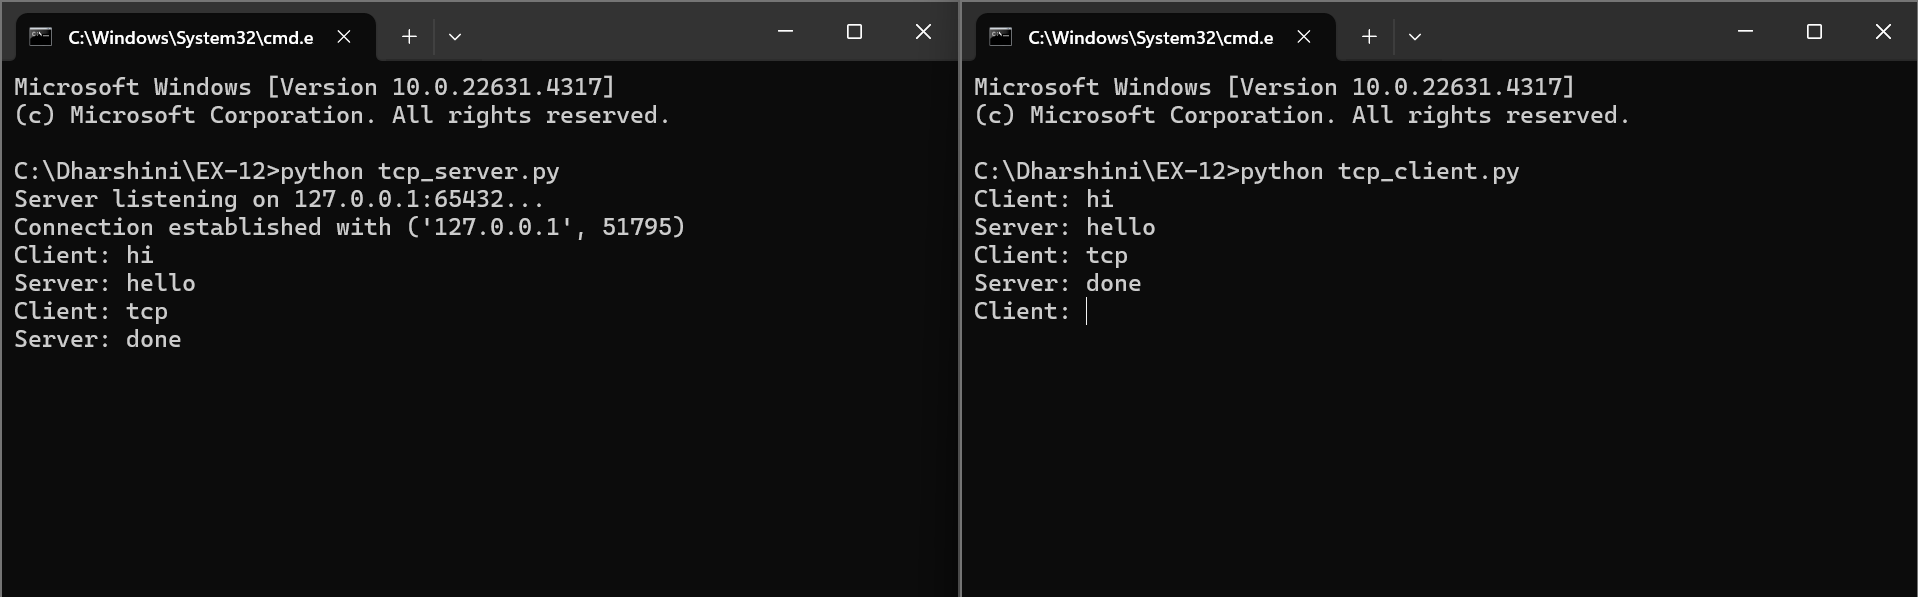 C:\Windows\System32\cmd.e
Microsoft Windows [Version 10.0.22631.4317]
(c) Microsoft Corporation. All rights reserved.
C:\Dharshini\EX-12>python tcp_server.py
Server listening on 127.0.0.1:65432...
Connection established with ('127.0.0.1', 51795)
Client: hi
Server: hello
Client: tcp
Server: done
C:\Windows\System32\cmd.e
Microsoft Windows [Version 10.0.22631.4317]
(c) Microsoft Corporation. All rights reserved.
C:\Dharshini\EX-12>python tcp_client.py
Client: hi
Server: hello
Client: tcp
Server: done
Client: